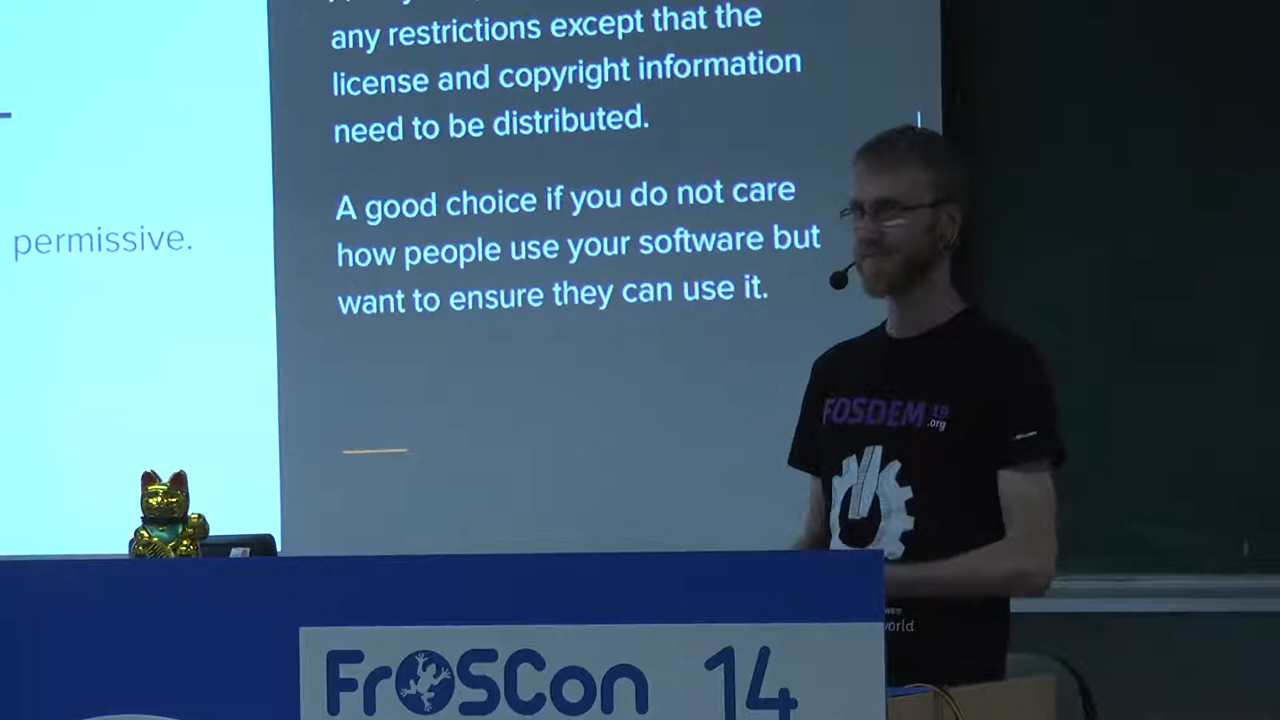 any restrictions except that the
license and copyright information
need to be distributed.
A good choice if you do not care
how people use your software but
want to ensure they can use it.
permissive.
FOSDEM 19
.org
FrOSCon 14